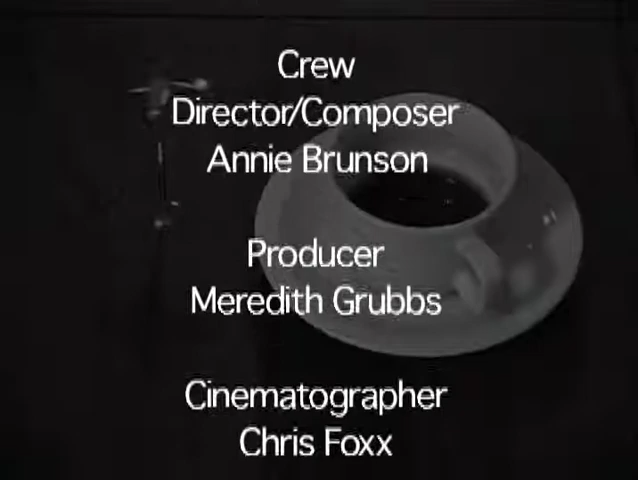 Crew
Director/Composer
Annie Brunson
Producer
Meredith Grubbs
Cinematographer
Chris Foxx